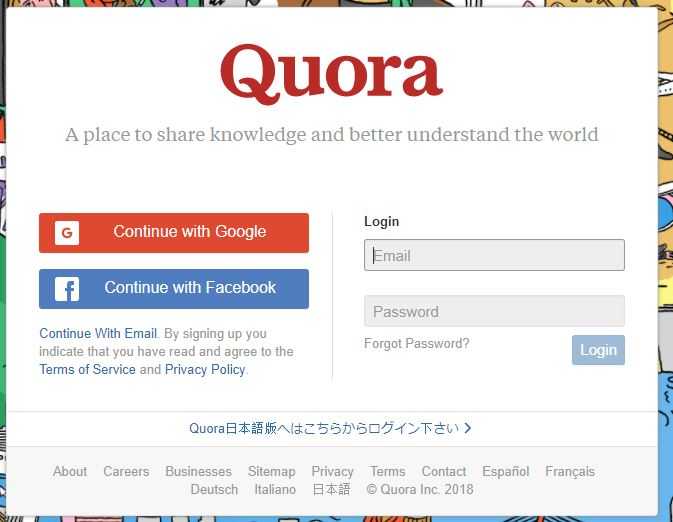 Quora
A place to share knowledge and better understand the world
G Continue with Google
f Continue with Facebook
Continue With Email. By signing up you
indicate that you have read and agree to the
Terms of Service and Privacy Policy.
Login
Email
Password
Forgot Password?
Login
Quora日本語版へはこちらからログイン下さい
About Careers Businesses Sitemap Privacy Terms Contact Español Français
Deutsch Italiano 日本語 © Quora Inc. 2018